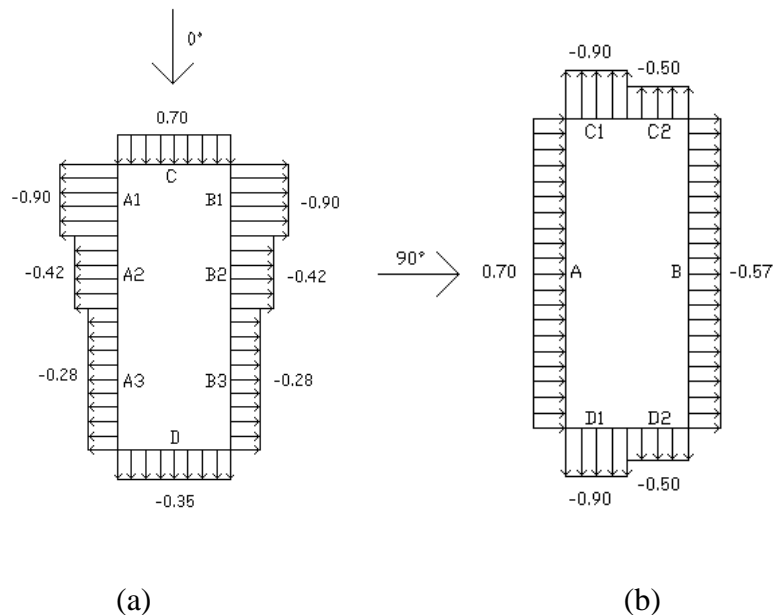 0°
0.70
C
-0.90 A1 B1 -0.90
-0.42 A2 B2 -0.42
-0.28 A3 B3 -0.28
D
-0.35
(a)
90°
-0.90 -0.50
C1 C2
0.70 A B -0.57
D1 D2
-0.90 -0.50
(b)